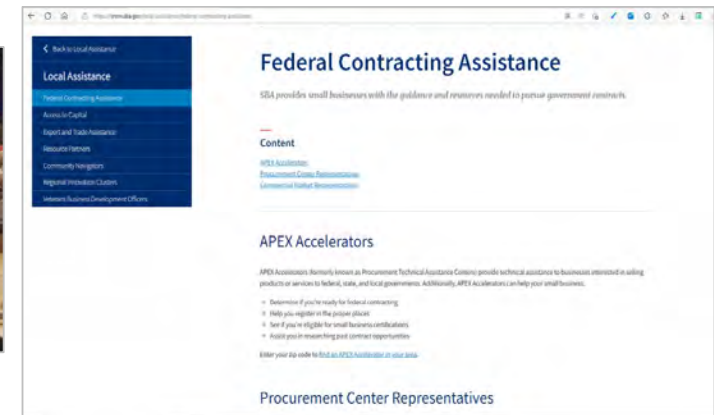 Back to Local Assistance
Local Assistance
Federal Contracting Assistance
Access to Capital
Export and Trade Assistance
Resource Partners
Community Navigators
Regional Innovation Clusters
Veterans Business Development Officers
Federal Contracting Assistance
SBA provides small businesses with the guidance and resources needed to pursue government contracts.
Content
APEX Accelerators
Procurement Center Representatives
Commercial Market Representatives
APEX Accelerators
APEX Accelerators (formerly known as Procurement Technical Assistance Centers) provide technical assistance to businesses interested in selling
products or services to federal, state, and local governments. Additionally, APEX Accelerators can help your small business:
Determine if you're ready for federal contracting
Help you register in the proper places
See if you're eligible for small business certifications
Assist you in researching past contract opportunities
Enter your zip code to find an APEX Accelerator in your area.
Procurement Center Representatives